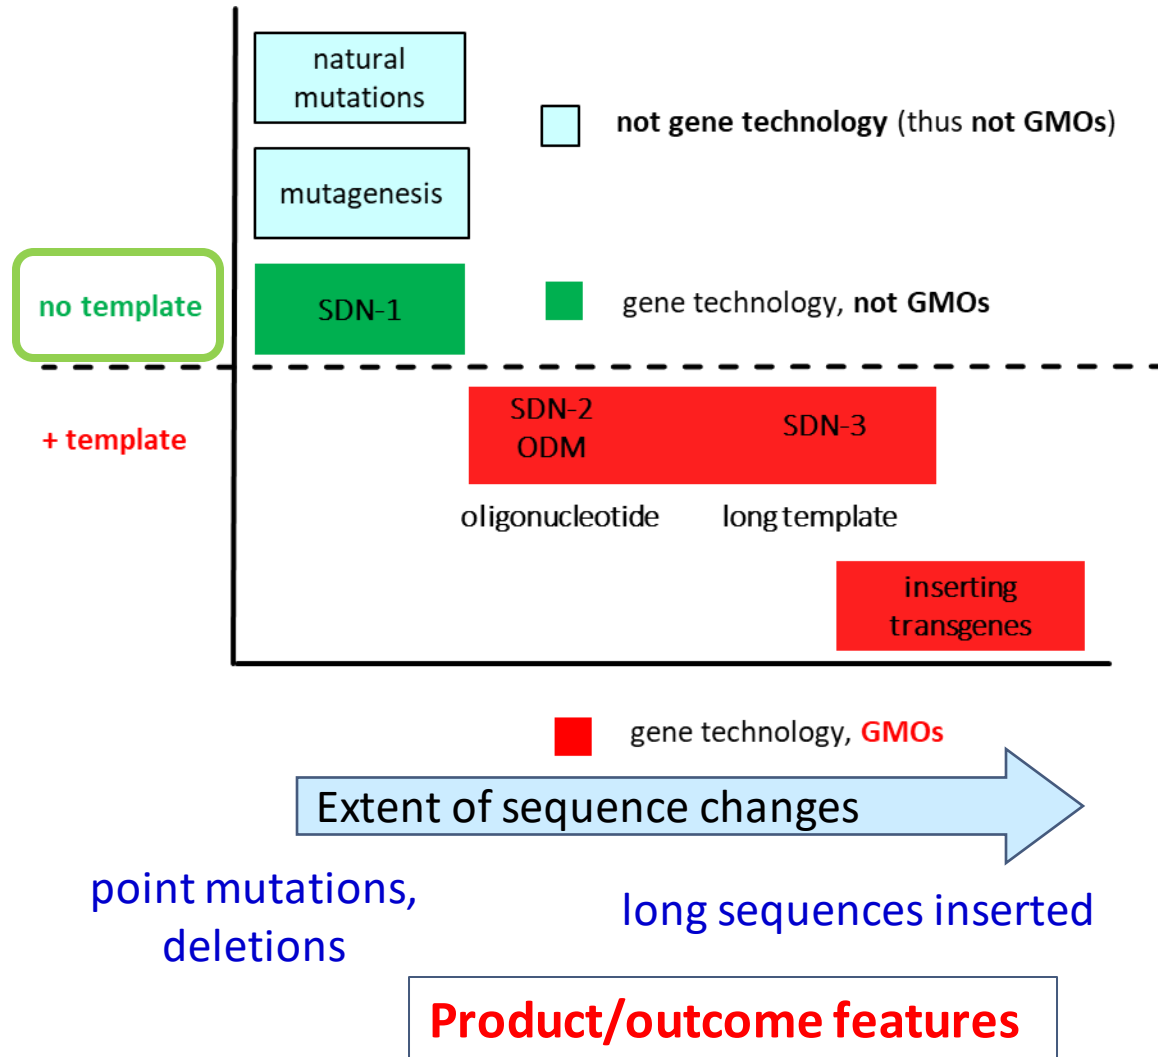 natural
mutations
not gene technology (thus not GMOs)
mutagenesis
no template
SDN-1
gene technology, not GMOs
+ template
SDN-2
ODM
SDN-3
oligonucleotide
long template
inserting
transgenes
gene technology, GMOs
Extent of sequence changes
point mutations,
deletions
long sequences inserted
Product/outcome features